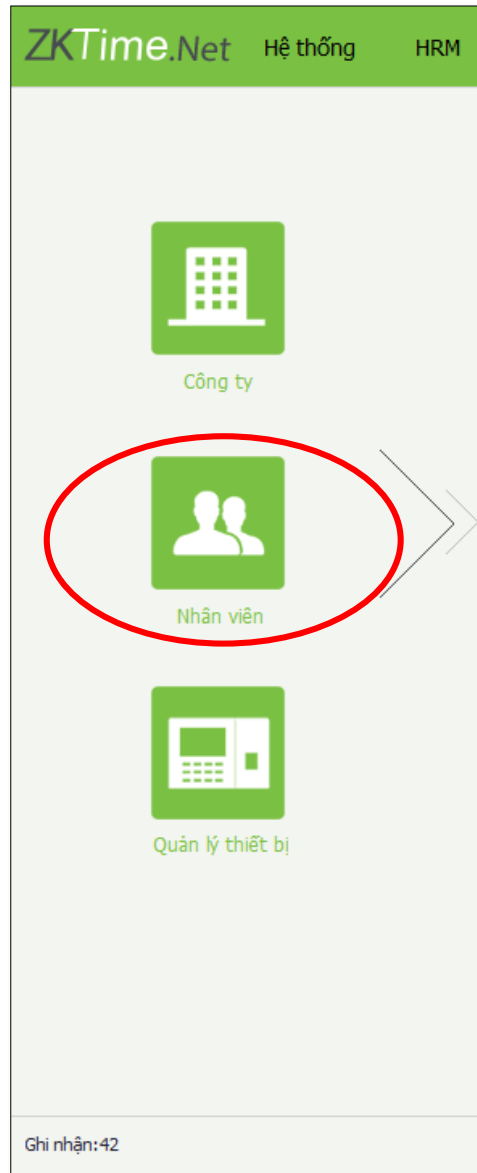 ZKTime.Net Hệ thống HRM
Công ty
Nhân viên
Quản lý thiết bị
Ghi nhận:42